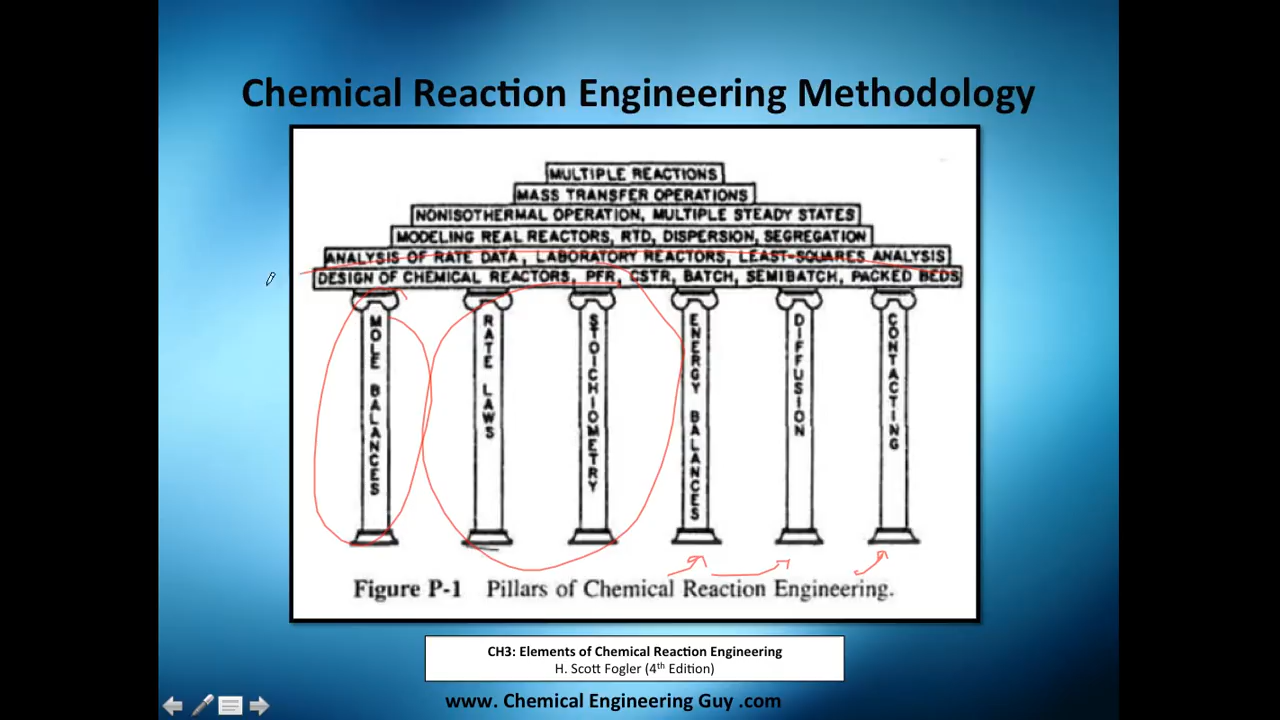 Chemical Reaction Engineering Methodology
MULTIPLE REACTIONS
MASS TRANSFER OPERATIONS
NONISOTHERMAL OPERATION, MULTIPLE STEADY STATES
MODELING REAL REACTORS, RTD, DISPERSION, SEGREGATION
ANALYSIS OF RATE DATA, LABORATORY REACTORS, LEAST-SQUARES ANALYSIS
DESIGN OF CHEMICAL REACTORS, PFR, CSTR, BATCH, SEMIBATCH, PACKED BEDS
MOLE BALANCES
RATE LAWS
STOICHIOMETRY
ENERGY BALANCES
DIFFUSION
CONTACTING
Figure P-1 Pillars of Chemical Reaction Engineering.
CH3: Elements of Chemical Reaction Engineering
H. Scott Fogler (4th Edition)
www. Chemical Engineering Guy .com